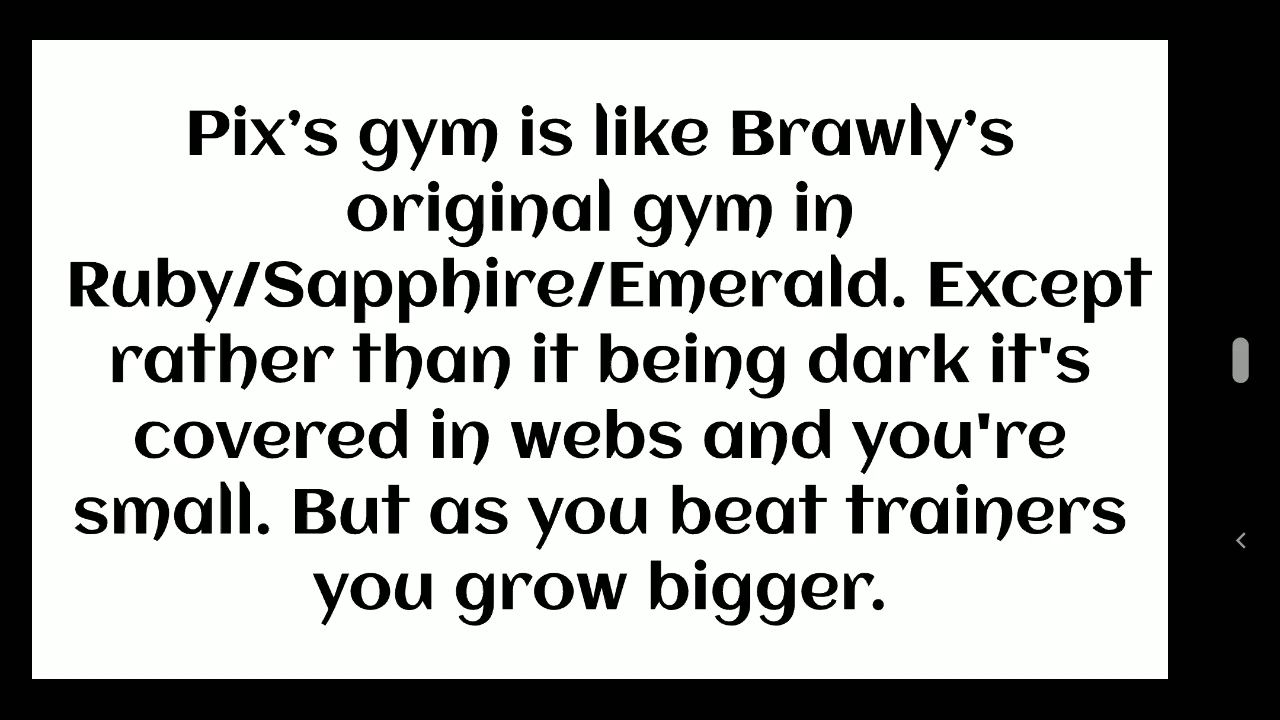 Pix's gym is like Brawly's
original gym in
Ruby/Sapphire/Emerald. Except
rather than it being dark it's
covered in webs and you're
small. But as you beat trainers
you grow bigger.